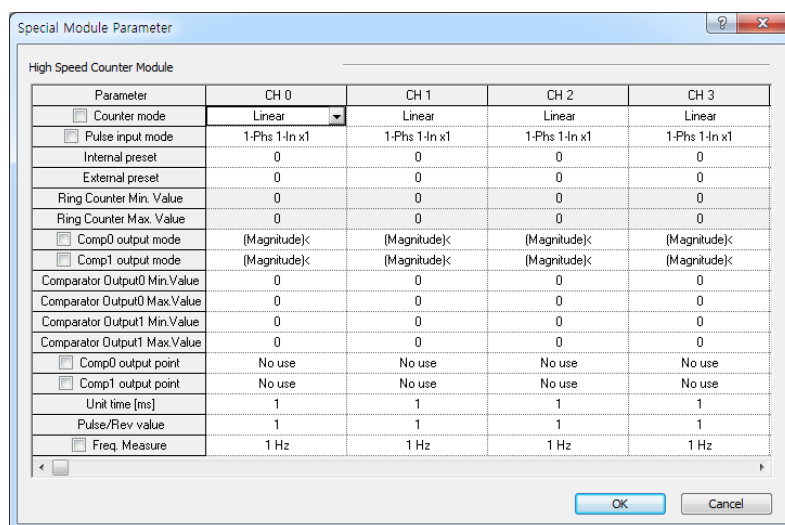 Special Module Parameter
High Speed Counter Module
Parameter CH 0 CH 1 CH 2 CH 3
Counter mode Linear Linear Linear Linear
Pulse input mode 1-Phs 1-In x1 1-Phs 1-In x1 1-Phs 1-In x1 1-Phs 1-In x1
Internal preset 0 0 0 0
External preset 0 0 0 0
Ring Counter Min. Value 0 0 0 0
Ring Counter Max. Value 0 0 0 0
Comp0 output mode (Magnitude)< (Magnitude)< (Magnitude)< (Magnitude)<
Comp1 output mode (Magnitude)< (Magnitude)< (Magnitude)< (Magnitude)<
Comparator Output0 Min.Value 0 0 0 0
Comparator Output0 Max.Value 0 0 0 0
Comparator Output1 Min.Value 0 0 0 0
Comparator Output1 Max.Value 0 0 0 0
Comp0 output point No use No use No use No use
Comp1 output point No use No use No use No use
Unit time [ms] 1 1 1 1
Pulse/Rev value 1 1 1 1
Freq. Measure 1 Hz 1 Hz 1 Hz 1 Hz
OK Cancel